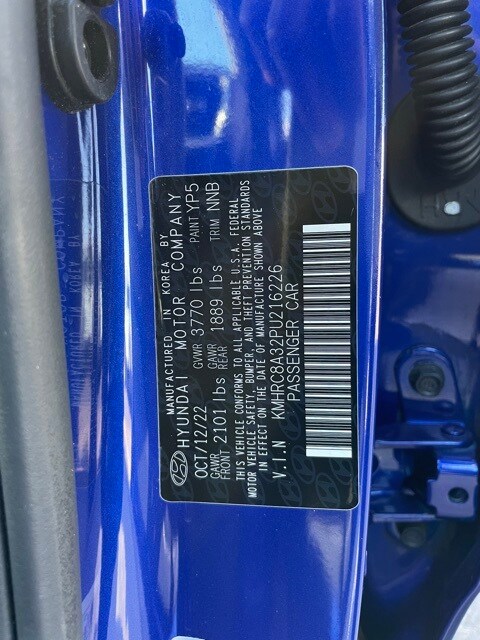 MANUFACTURED IN KOREA BY
HYUNDAI MOTOR COMPANY
OCT/12/22 GVWR 3770 lbs PAINT YP5
GAWR FRONT 2101 lbs GAWR REAR 1889 lbs TRIM NNB
THIS VEHICLE CONFORMS TO ALL APPLICABLE U.S.A. FEDERAL
MOTOR VEHICLE SAFETY, BUMPER, AND THEFT PREVENTION STANDARDS
IN EFFECT ON THE DATE OF MANUFACTURE SHOWN ABOVE
V.I.N KMHRC8A32PU216226
PASSENGER CAR